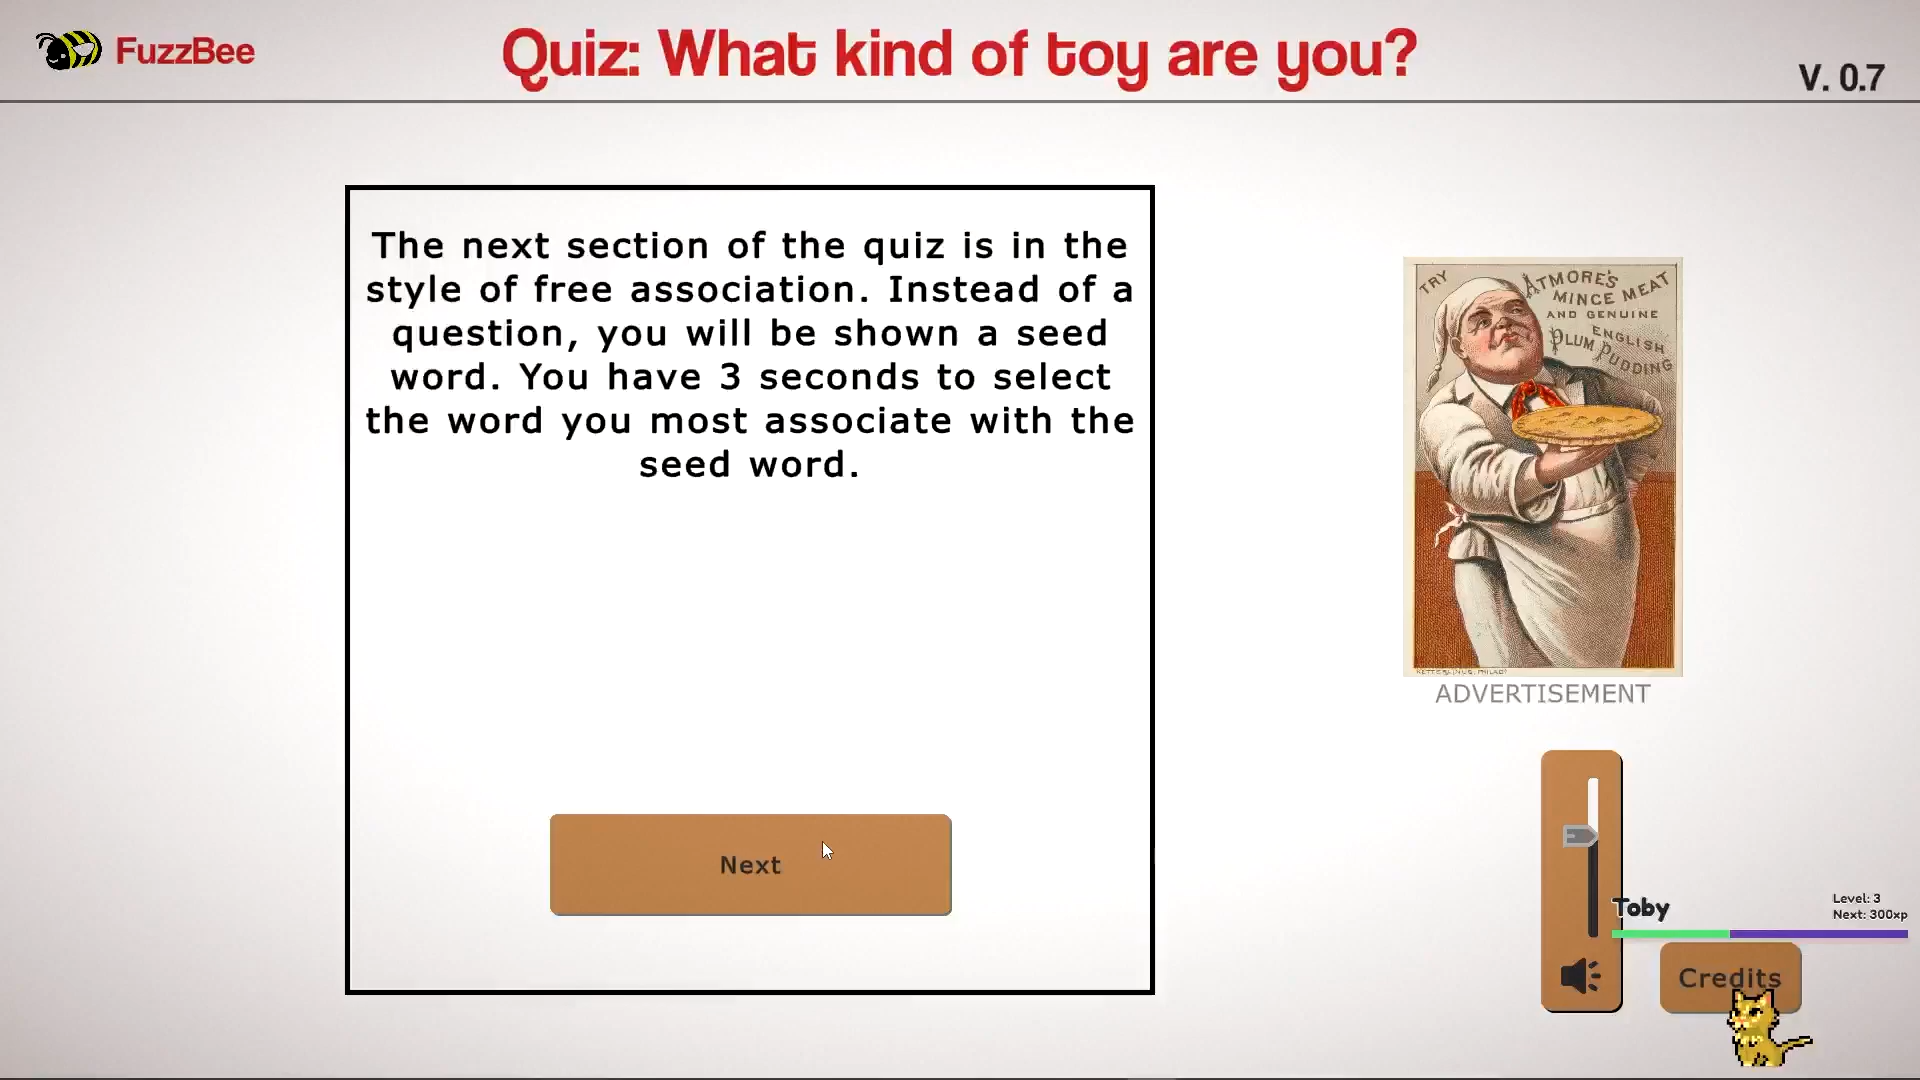 FuzzBee
Quiz: What kind of toy are you?
V. 0.7
The next section of the quiz is in the
style of free association. Instead of a
question, you will be shown a seed
word. You have 3 seconds to select
the word you most associate with the
seed word.
Next
TRY
ATMORE'S
MINCE MEAT
AND GENUINE
ENGLISH
PLUM PUDDING
ADVERTISEMENT
Toby
Level: 3
Next: 300xp
Credits